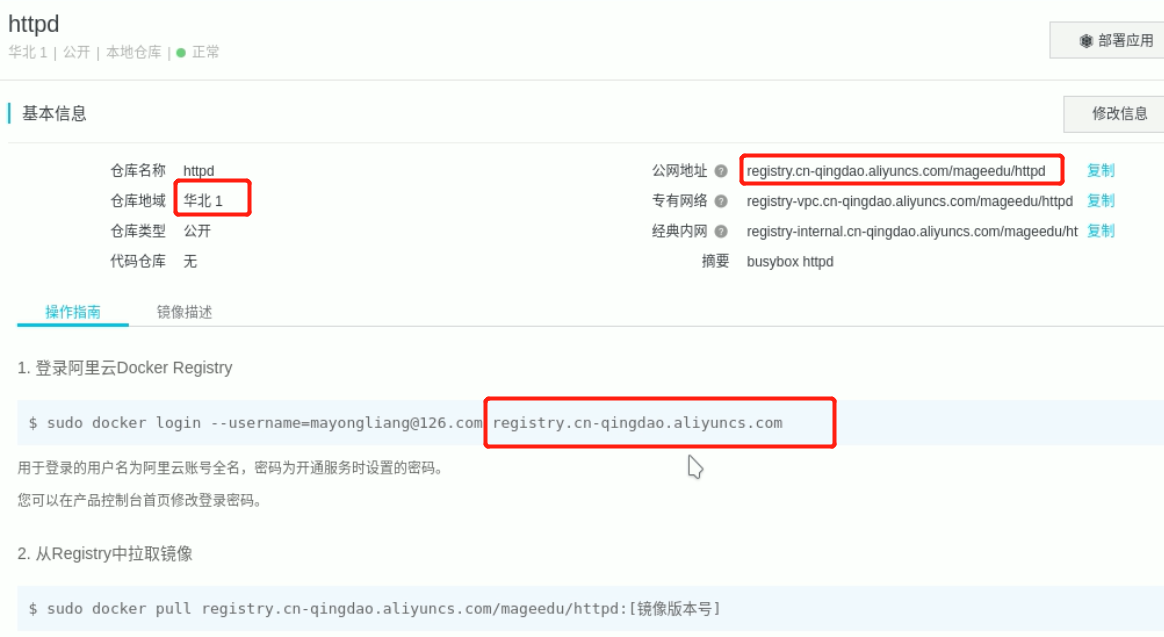 httpd
华北 1 | 公开 | 本地仓库 | 正常
部署应用
基本信息
修改信息
仓库名称 httpd
仓库地域 华北 1
仓库类型 公开
代码仓库 无
公网地址 registry.cn-qingdao.aliyuncs.com/mageedu/httpd 复制
专有网络 registry-vpc.cn-qingdao.aliyuncs.com/mageedu/httpd 复制
经典内网 registry-internal.cn-qingdao.aliyuncs.com/mageedu/ht 复制
摘要 busybox httpd
操作指南 镜像描述
1. 登录阿里云Docker Registry
$ sudo docker login --username=mayongliang@126.com registry.cn-qingdao.aliyuncs.com
用于登录的用户名为阿里云账号全名，密码为开通服务时设置的密码。
您可以在产品控制台首页修改登录密码。
2. 从Registry中拉取镜像
$ sudo docker pull registry.cn-qingdao.aliyuncs.com/mageedu/httpd:[镜像版本号]